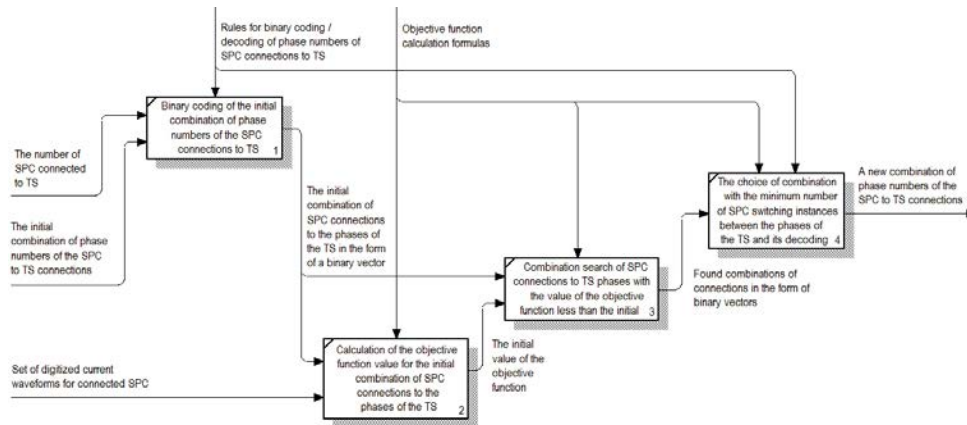 Rules for binary coding /
decoding of phase numbers of
SPC connections to TS
Objective function
calculation formulas
Binary coding of the initial
combination of phase
numbers of the SPC
connections to TS
1
The number of
SPC connected
to TS
The initial
combination of phase
numbers of the SPC
to TS connections
The initial
combination of
SPC connections
to the phases of
the TS in the form
of a binary vector
The choice of combination
with the minimum number
of SPC switching instances
between the phases of
the TS and its decoding
4
A new combination of
phase numbers of the
SPC to TS connections
Combination search of SPC
connections to TS phases with
the value of the objective
function less than the initial
3
Found combinations of
connections in the form of
binary vectors
Set of digitized current
waveforms for connected SPC
Calculation of the objective
function value for the initial
combination of SPC
connections to the
phases of the TS
2
The initial
value of the
objective
function